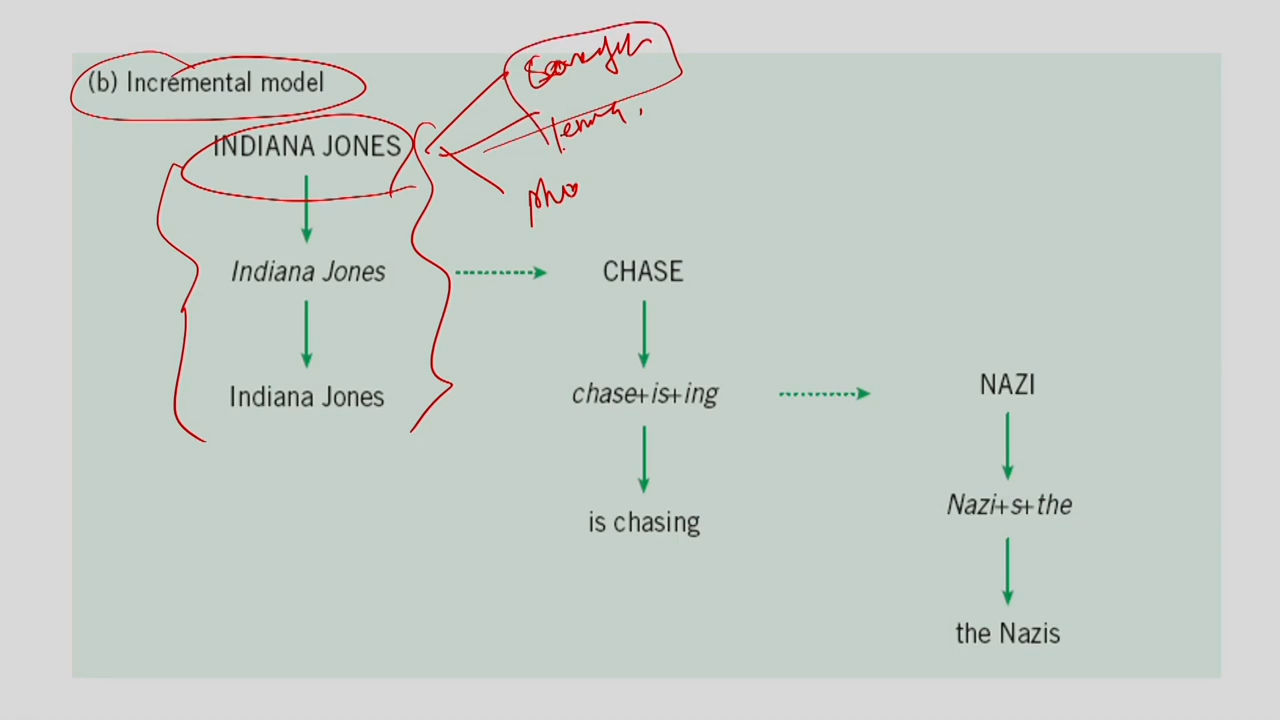 (b) Incremental model
INDIANA JONES
Indiana Jones
CHASE
Indiana Jones
chase+is+ing
NAZI
is chasing
Nazi+s+the
the Nazis
pho